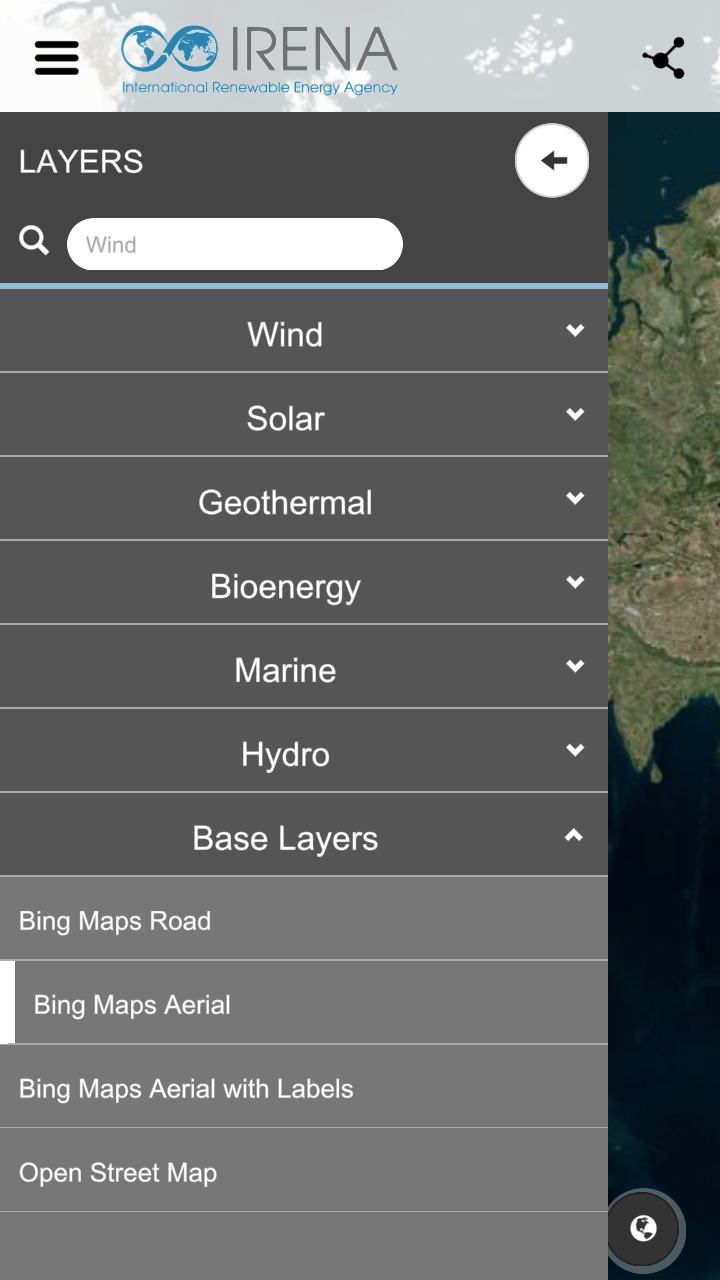 IRENA
International Renewable Energy Agency
LAYERS
Wind
Wind
Solar
Geothermal
Bioenergy
Marine
Hydro
Base Layers
Bing Maps Road
Bing Maps Aerial
Bing Maps Aerial with Labels
Open Street Map